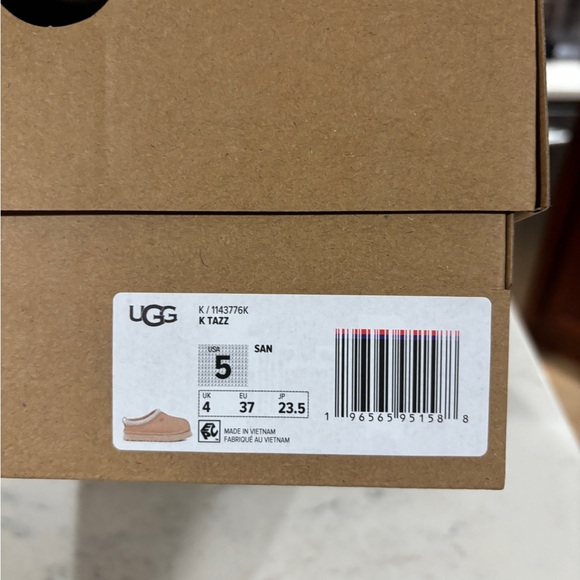 UGG
K / 1143776K
K TAZZ
USA
5
SAN
UK EU JP
4 37 23.5
MADE IN VIETNAM
FABRIQUÉ AU VIETNAM
1 96565 95158 8